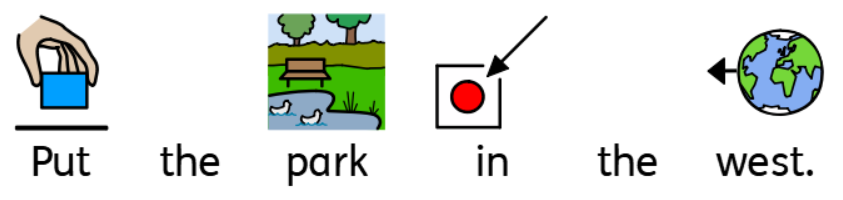 Put the park in the west.